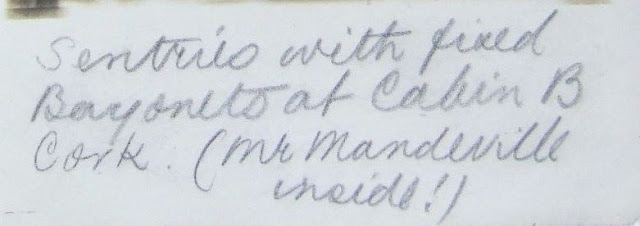 Sentries with fixed
Bayonets at Cabin B
Cork. (Mr Mandeville
inside!)